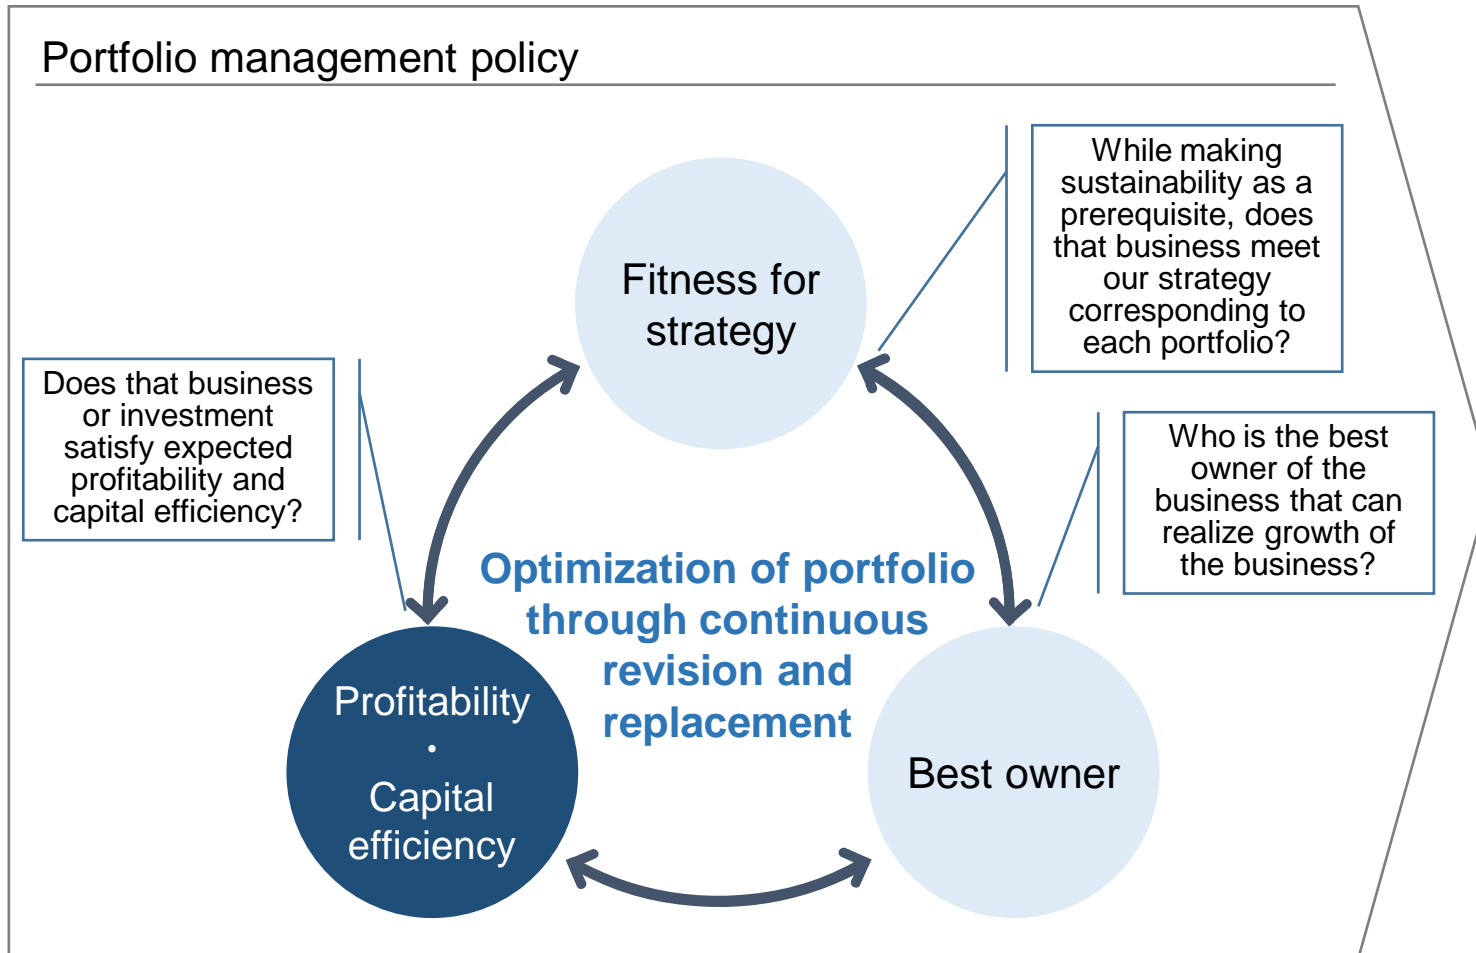 Portfolio management policy
While making
sustainability as a
prerequisite, does
that business meet
our strategy
corresponding to
each portfolio?
Fitness for
strategy
Does that business
or investment
satisfy expected
profitability and
capital efficiency?
Who is the best
owner of the
business that can
realize growth of
the business?
Optimization of portfolio
through continuous
revision and
replacement
Profitability
・
Capital
efficiency
Best owner